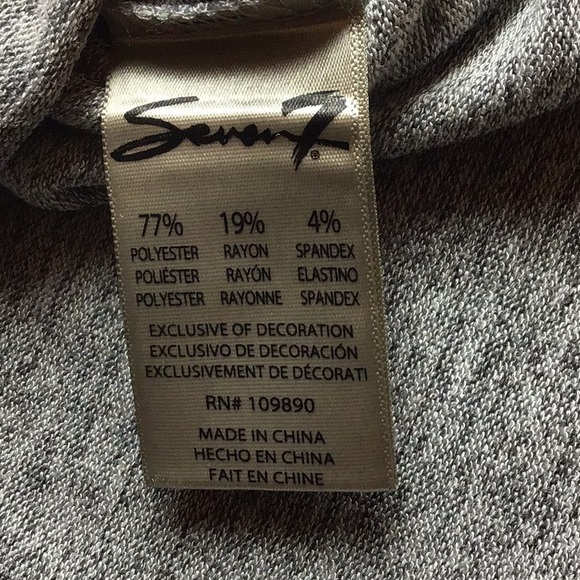 Seven7®
77% 19% 4%
POLYESTER RAYON SPANDEX
POLIÉSTER RAYÓN ELASTINO
POLYESTER RAYONNE SPANDEX
EXCLUSIVE OF DECORATION
EXCLUSIVO DE DECORACIÓN
EXCLUSIVEMENT DE DÉCORATI
RN# 109890
MADE IN CHINA
HECHO EN CHINA
FAIT EN CHINE